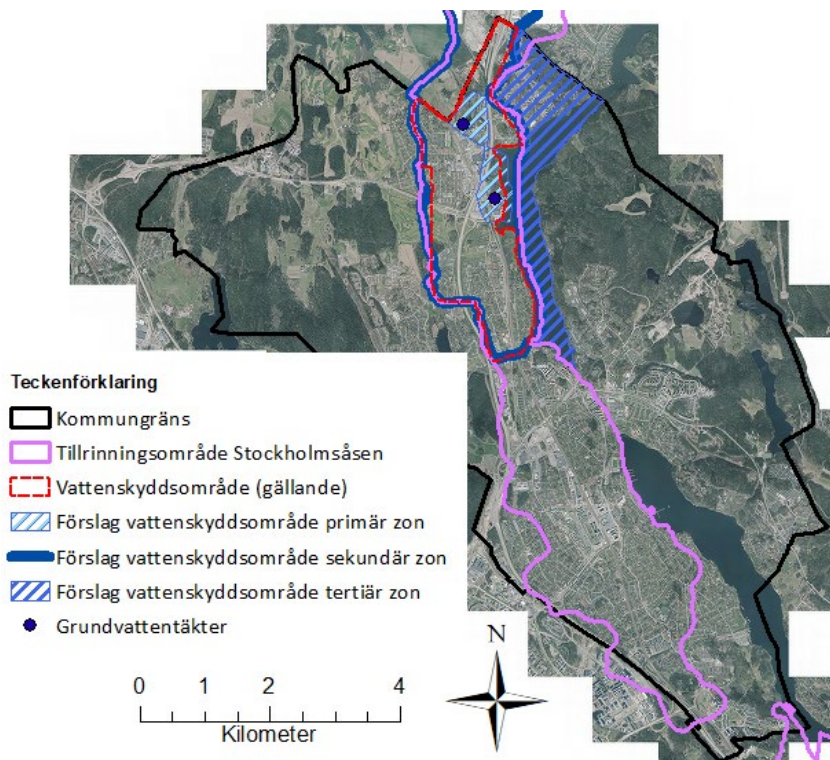 Teckenförklaring
Kommungräns
Tillrinningsområde Stockholmsåsen
Vattenskyddsområde (gällande)
Förslag vattenskyddsområde primär zon
Förslag vattenskyddsområde sekundär zon
Förslag vattenskyddsområde tertiär zon
Grundvattentäkter
N
0 1 2 4
Kilometer